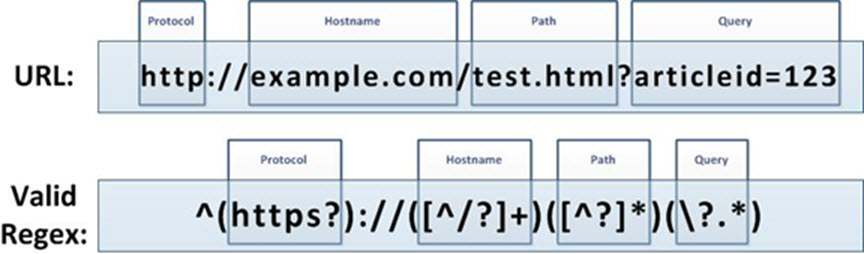 Protocol Hostname Path Query
URL: http://example.com/test.html?articleid=123
Protocol Hostname Path Query
Valid
Regex: ^(https?)://([^/?]+)([^?]*)(\?.*)